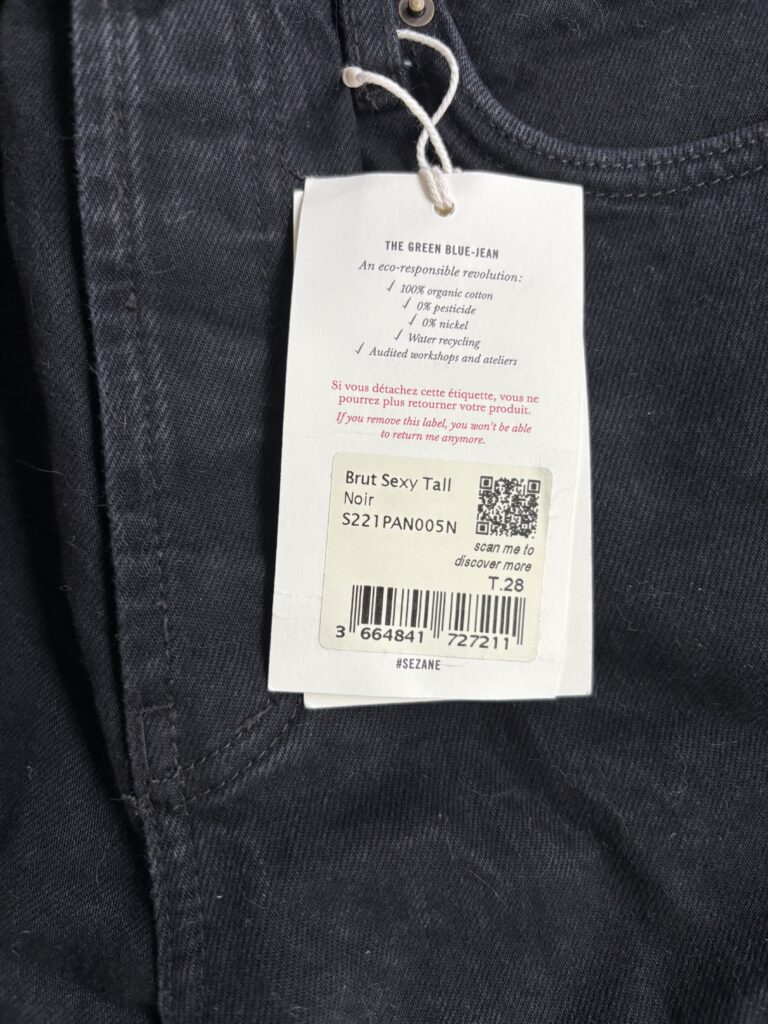 THE GREEN BLUE-JEAN
An eco-responsible revolution:
✓ 100% organic cotton
✓ 0% pesticide
✓ 0% nickel
✓ Water recycling
✓ Audited workshops and ateliers
Si vous détachez cette étiquette, vous ne
pourrez plus retourner votre produit.
If you remove this label, you won't be able
to return me anymore.
Brut Sexy Tall
Noir
S221PAN005N
scan me to
discover more
T.28
3 664841 727211
#SEZANE